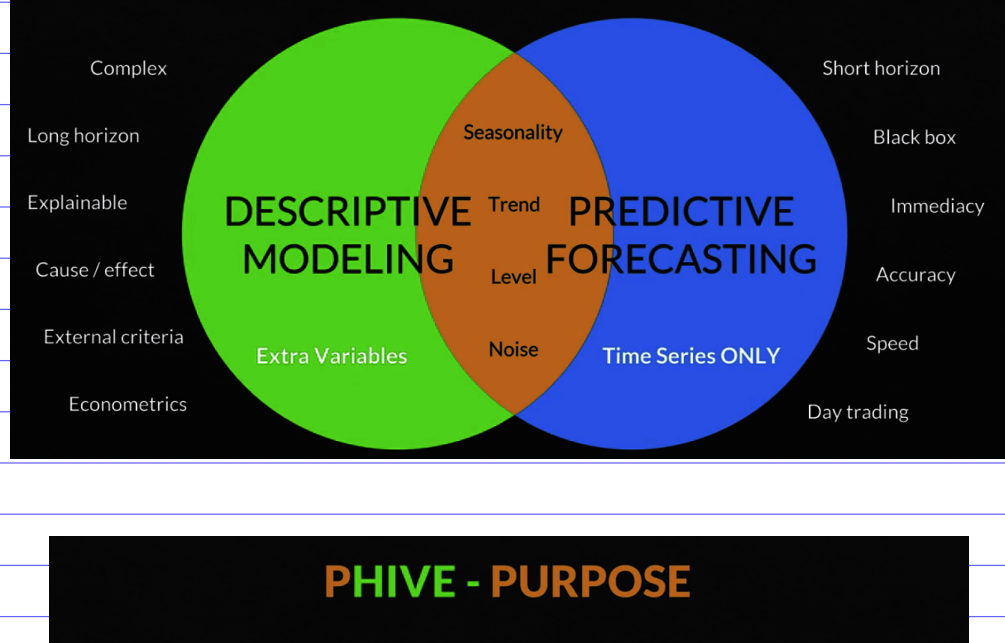 Complex
Long horizon
Explainable
Cause / effect
External criteria
Econometrics
DESCRIPTIVE
MODELING
Extra Variables
Seasonality
Trend
Level
Noise
PREDICTIVE
FORECASTING
Time Series ONLY
Short horizon
Black box
Immediacy
Accuracy
Speed
Day trading
PHIVE - PURPOSE